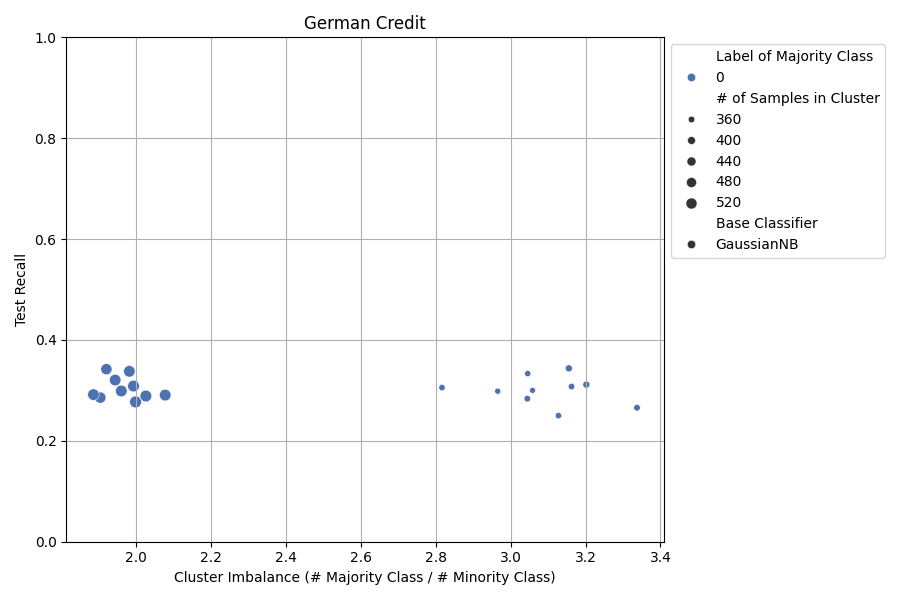 German Credit
1.0
0.8
0.6
0.4
0.2
0.0
Test Recall
2.0 2.2 2.4 2.6 2.8 3.0 3.2 3.4
Cluster Imbalance (# Majority Class / # Minority Class)
Label of Majority Class
0
# of Samples in Cluster
360
400
440
480
520
Base Classifier
GaussianNB